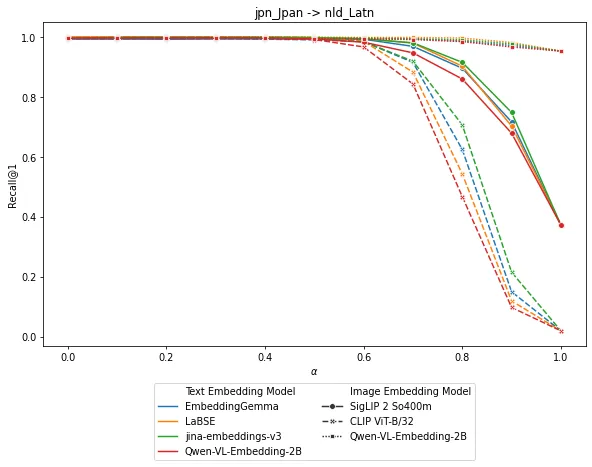 jpn_Jpan -> nld_Latn
Recall@1
1.0
0.8
0.6
0.4
0.2
0.0
0.0 0.2 0.4 0.6 0.8 1.0
α
Text Embedding Model
EmbeddingGemma
LaBSE
jina-embeddings-v3
Qwen-VL-Embedding-2B
Image Embedding Model
SigLIP 2 So400m
CLIP ViT-B/32
Qwen-VL-Embedding-2B